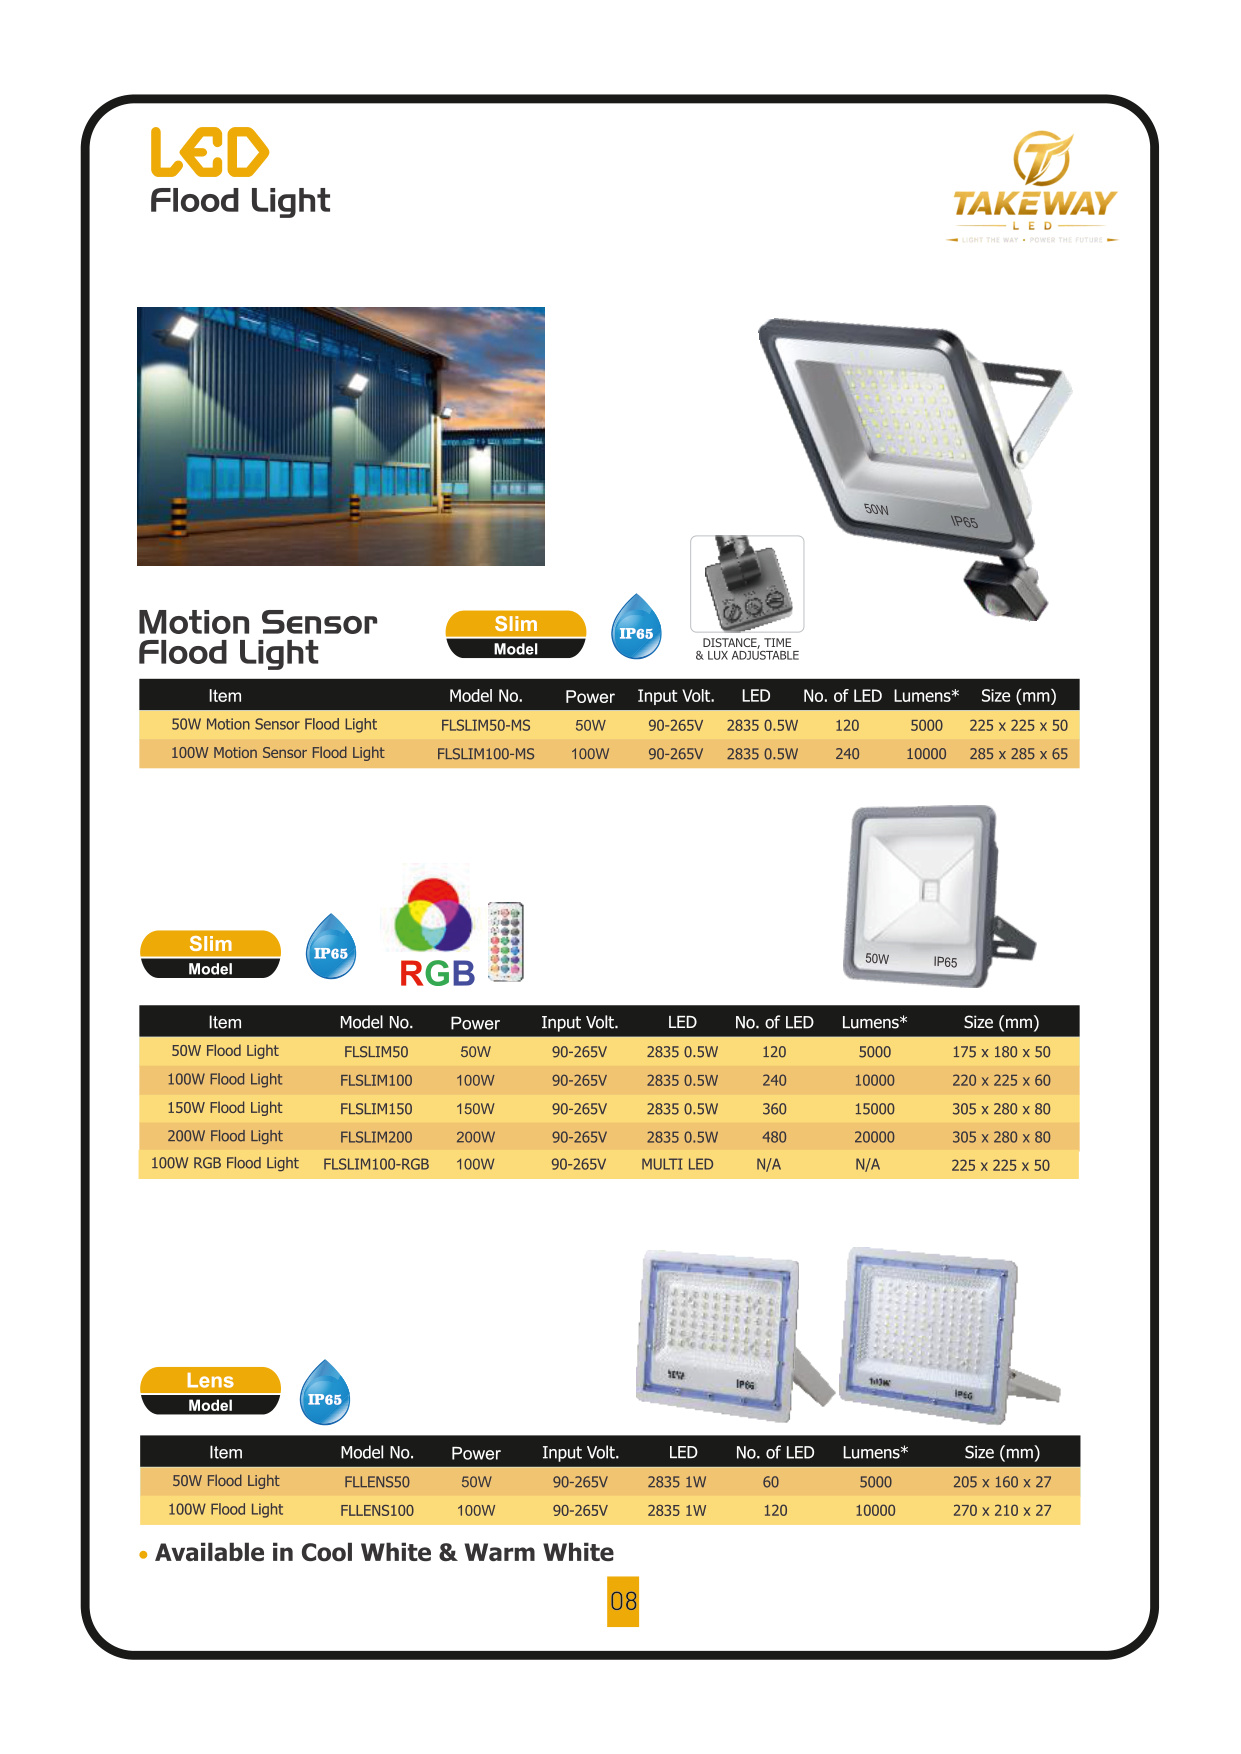 LED
Flood Light
TAKEWAY
LED
LIGHT THE WAY • POWER THE FUTURE
50W IP65
DISTANCE, TIME
& LUX ADJUSTABLE
Motion Sensor
Flood Light
Slim
Model
IP65
Item Model No. Power Input Volt. LED No. of LED Lumens* Size (mm)
50W Motion Sensor Flood Light FLSLIM50-MS 50W 90-265V 2835 0.5W 120 5000 225 x 225 x 50
100W Motion Sensor Flood Light FLSLIM100-MS 100W 90-265V 2835 0.5W 240 10000 285 x 285 x 65
Slim
Model
IP65
RGB
50W IP65
Item Model No. Power Input Volt. LED No. of LED Lumens* Size (mm)
50W Flood Light FLSLIM50 50W 90-265V 2835 0.5W 120 5000 175 x 180 x 50
100W Flood Light FLSLIM100 100W 90-265V 2835 0.5W 240 10000 220 x 225 x 60
150W Flood Light FLSLIM150 150W 90-265V 2835 0.5W 360 15000 305 x 280 x 80
200W Flood Light FLSLIM200 200W 90-265V 2835 0.5W 480 20000 305 x 280 x 80
100W RGB Flood Light FLSLIM100-RGB 100W 90-265V MULTI LED N/A N/A 225 x 225 x 50
Lens
Model
IP65
IP66
100W IP66
Item Model No. Power Input Volt. LED No. of LED Lumens* Size (mm)
50W Flood Light FLLENS50 50W 90-265V 2835 1W 60 5000 205 x 160 x 27
100W Flood Light FLLENS100 100W 90-265V 2835 1W 120 10000 270 x 210 x 27
• Available in Cool White & Warm White
08